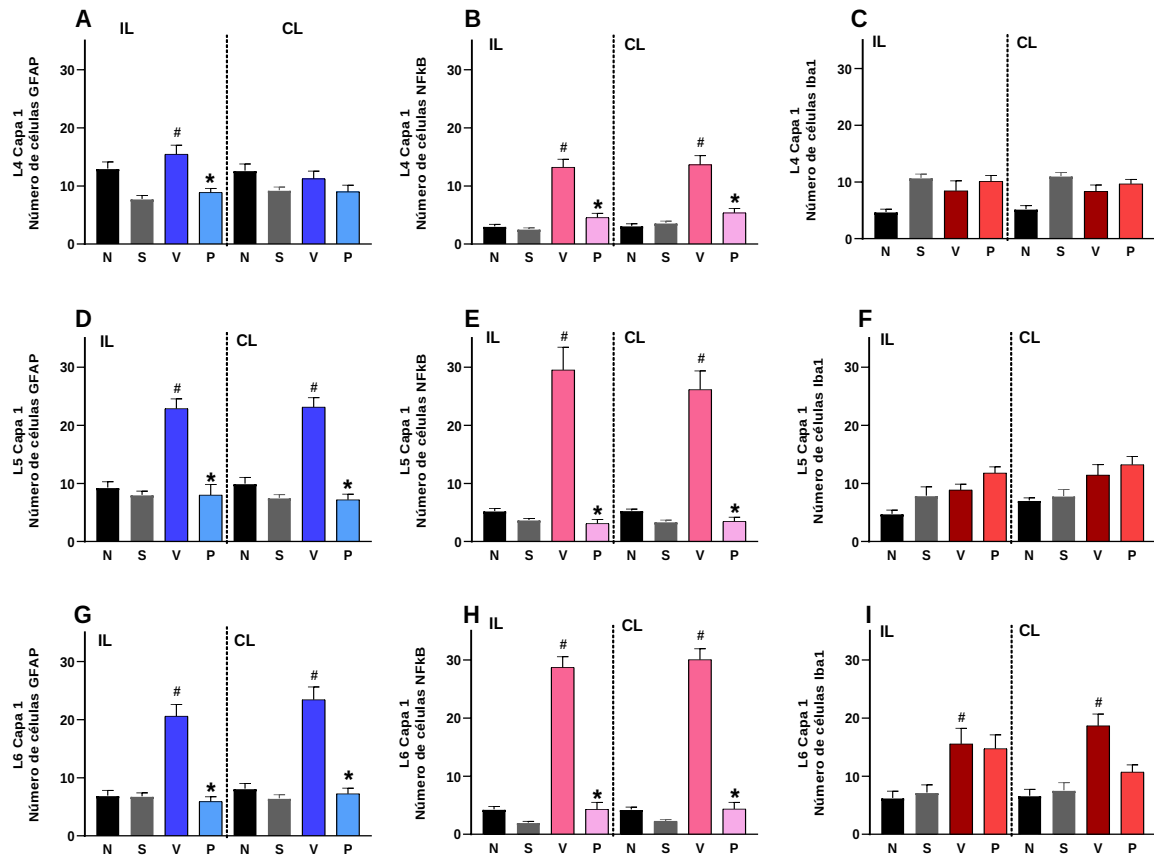 A
IL
CL
L4 Capa 1
Número de células GFAP
30
20
10
0
#
*
N S V P N S V P
B
IL
CL
L4 Capa 1
Número de células NFkB
30
20
10
0
#
*
#
*
N S V P N S V P
C
IL
CL
L4 Capa 1
Número de células Iba1
30
20
10
0
N S V P N S V P
D
IL
CL
L5 Capa 1
Número de células GFAP
30
20
10
0
#
*
#
*
N S V P N S V P
E
IL
CL
L5 Capa 1
Número de células NFkB
30
20
10
0
#
*
#
*
N S V P N S V P
F
IL
CL
L5 Capa 1
Número de células Iba1
30
20
10
0
N S V P N S V P
G
IL
CL
L6 Capa 1
Número de células GFAP
30
20
10
0
#
*
#
*
N S V P N S V P
H
IL
CL
L6 Capa 1
Número de células NFkB
30
20
10
0
#
*
#
*
N S V P N S V P
I
IL
CL
L6 Capa 1
Número de células Iba1
30
20
10
0
#
#
N S V P N S V P